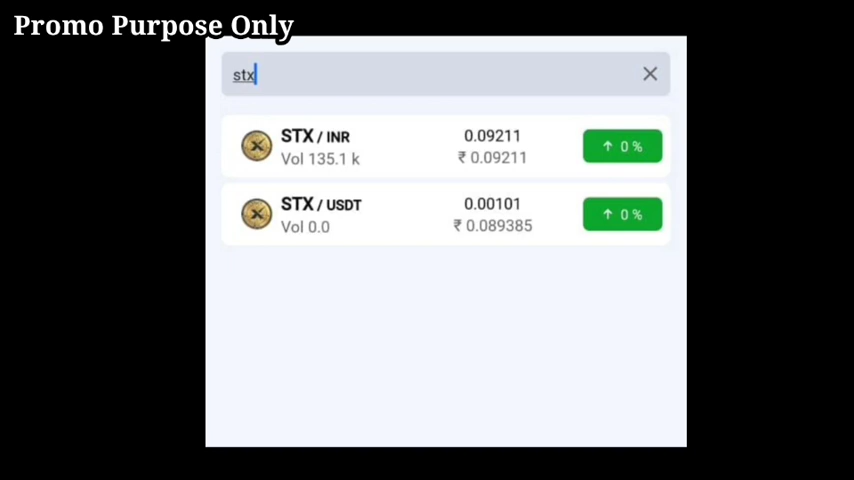 Promo Purpose Only
stx
STX / INR 0.09211 ↑ 0 %
Vol 135.1 k ₹ 0.09211
STX / USDT 0.00101 ↑ 0 %
Vol 0.0 ₹ 0.089385